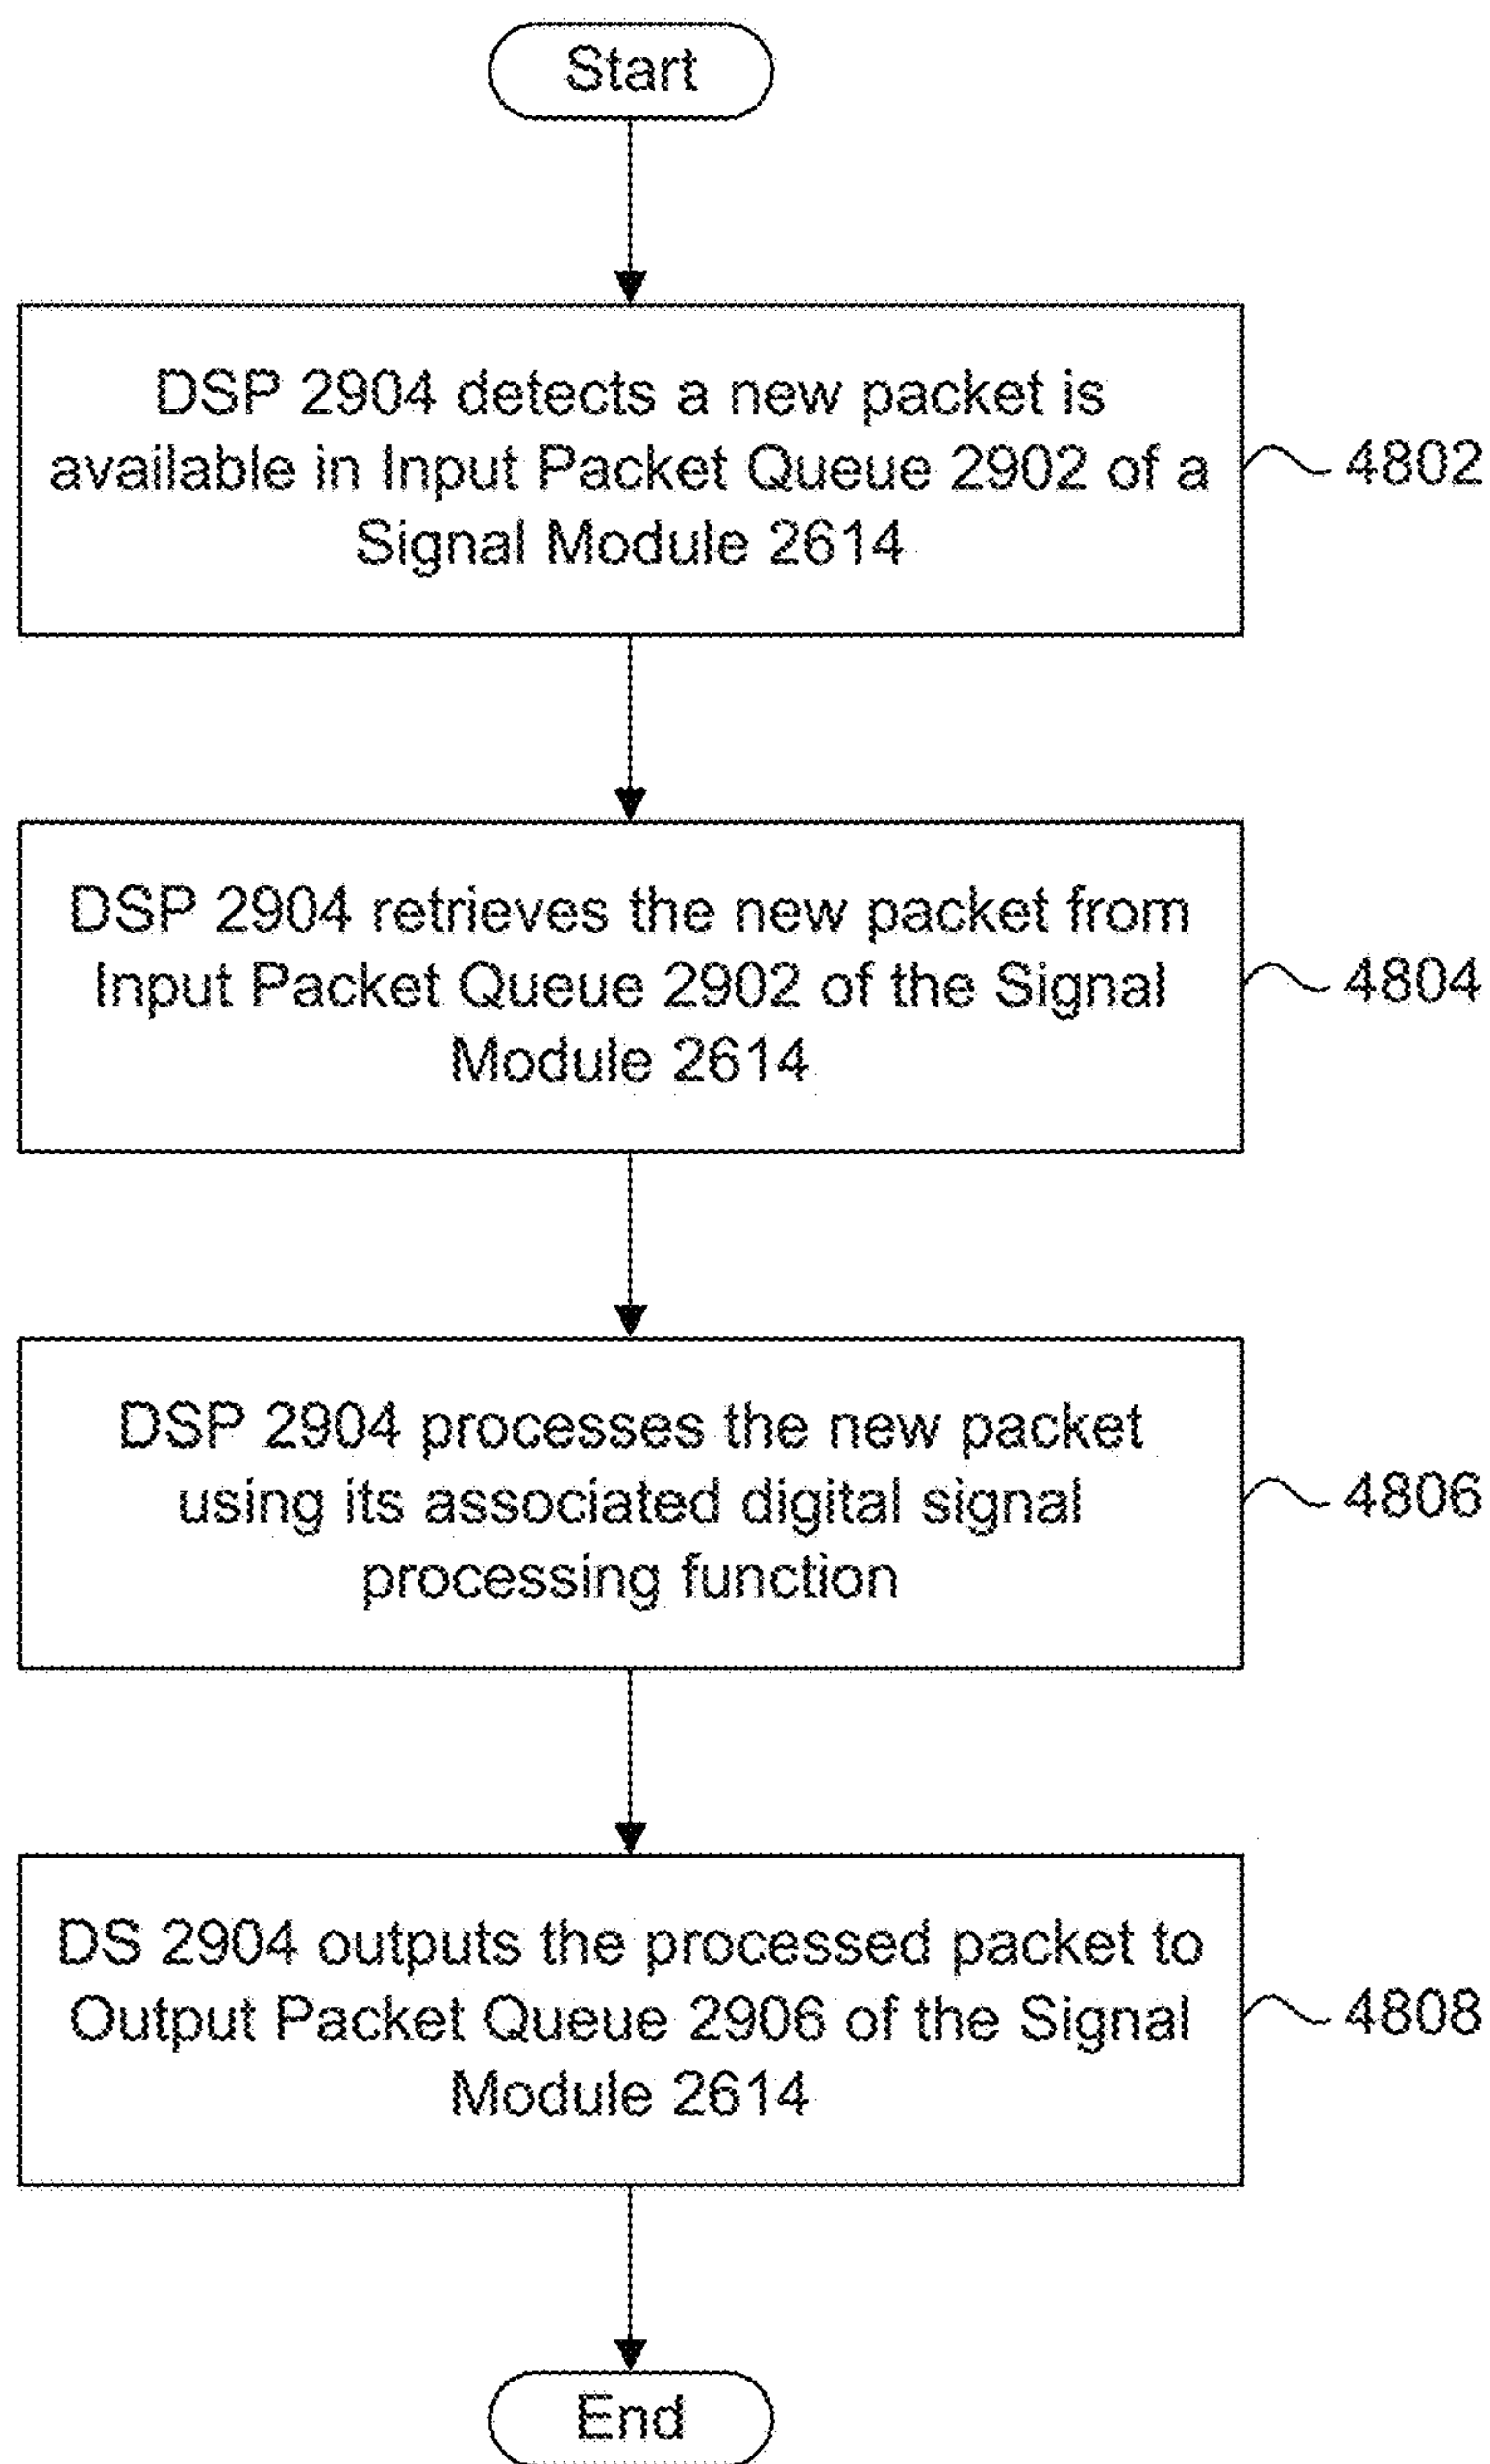 Start
DSP 2904 detects a new packet is
available in Input Packet Queue 2902 of a
Signal Module 2614
4802
DSP 2904 retrieves the new packet from
Input Packet Queue 2902 of the Signal
Module 2614
4804
DSP 2904 processes the new packet
using its associated digital signal
processing function
4806
DS 2904 outputs the processed packet to
Output Packet Queue 2906 of the Signal
Module 2614
4808
End